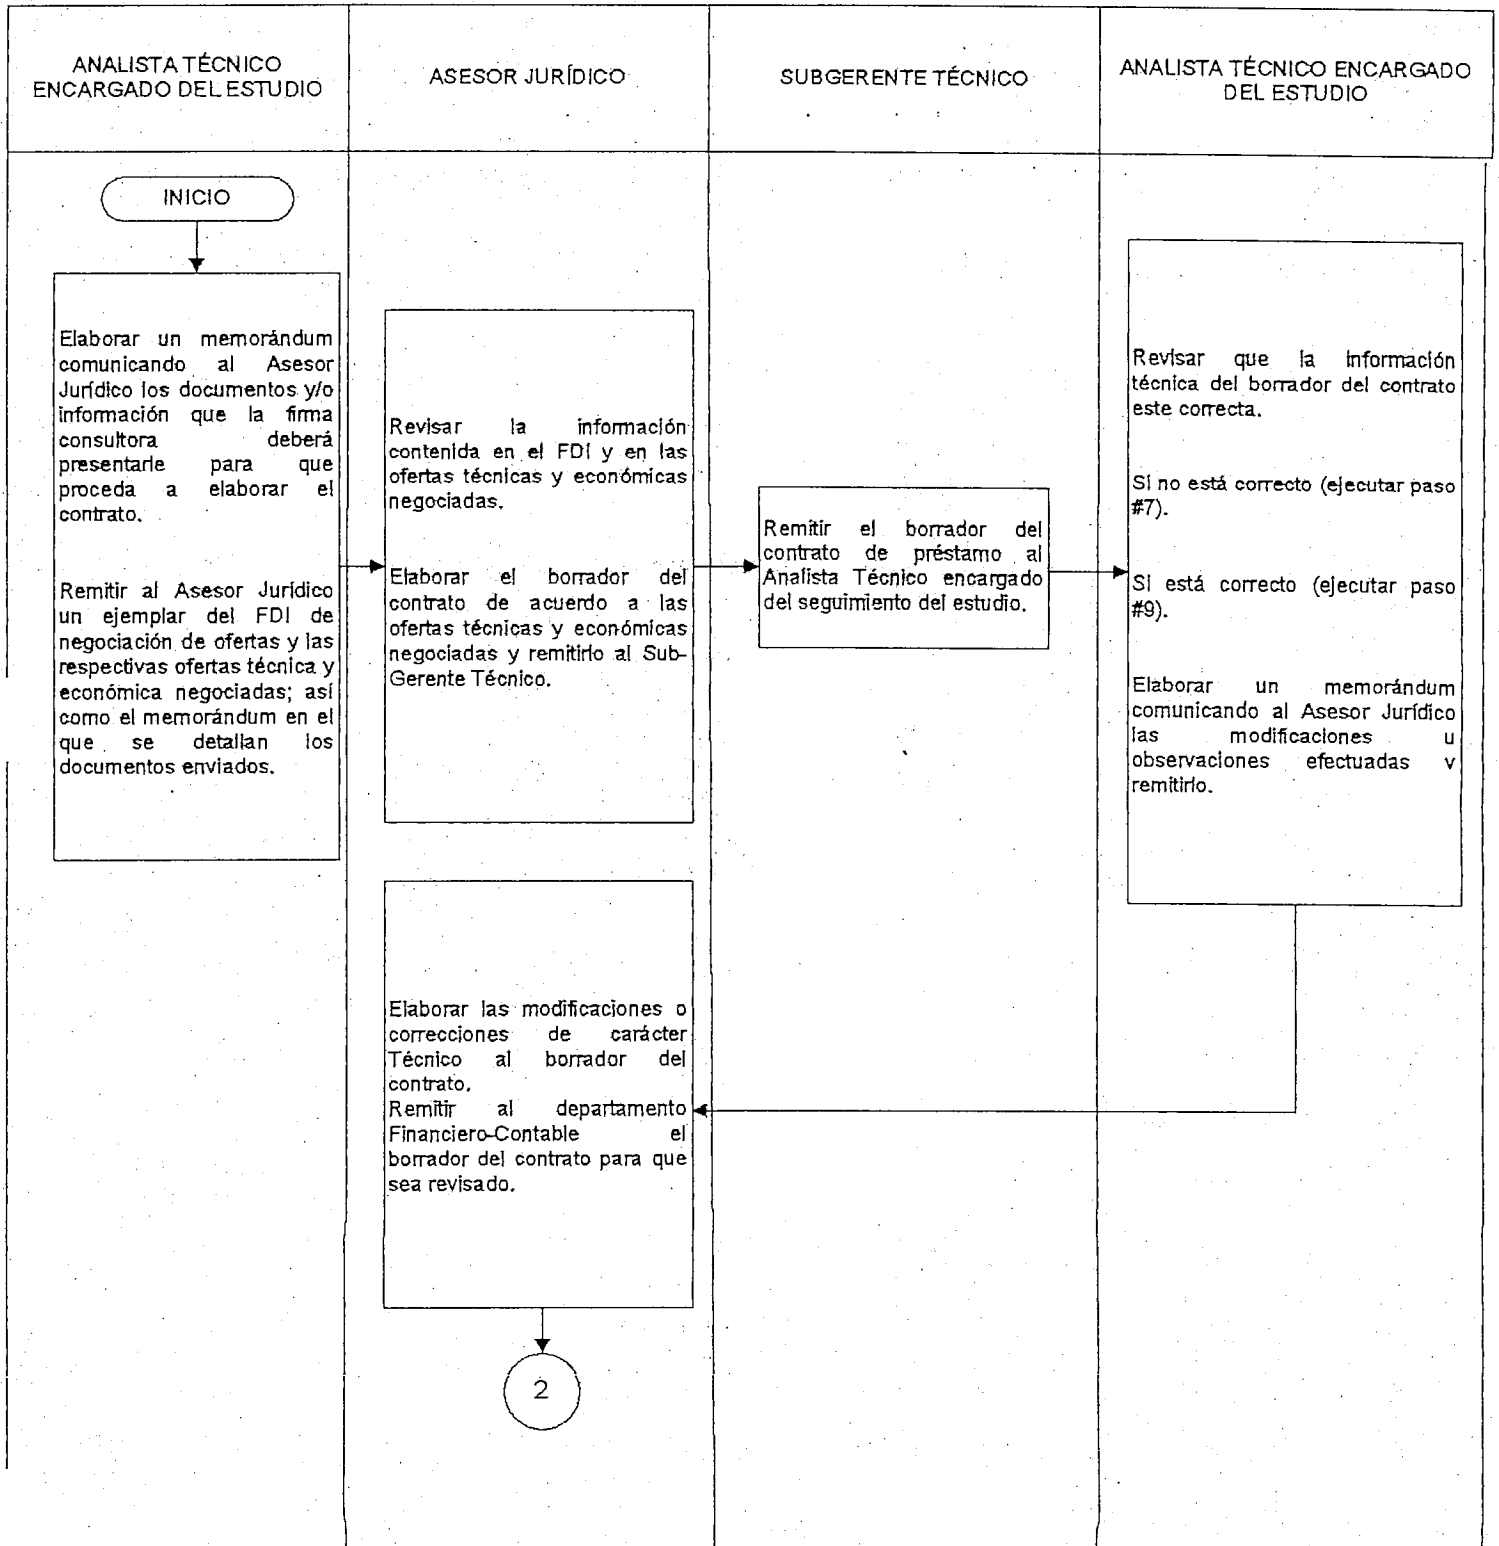 ANALISTA TÉCNICO
ENCARGADO DEL ESTUDIO
ASESOR JURÍDICO
SUBGERENTE TÉCNICO
ANALISTA TÉCNICO ENCARGADO
DEL ESTUDIO
INICIO
Elaborar un memorándum
comunicando al Asesor
Jurídico los documentos y/o
información que la firma
consultora deberá
presentarle para que
proceda a elaborar el
contrato.
Remitir al Asesor Jurídico
un ejemplar del FDI de
negociación de ofertas y las
respectivas ofertas técnica y
económica negociadas; así
como el memorándum en el
que se detallan los
documentos enviados.
Revisar la información
contenida en el FDI y en las
ofertas técnicas y económicas
negociadas.
Elaborar el borrador del
contrato de acuerdo a las
ofertas técnicas y económicas
negociadas y remitirlo al Sub-
Gerente Técnico.
Remitir el borrador del
contrato de préstamo al
Analista Técnico encargado
del seguimiento del estudio.
Revisar que la información
técnica del borrador del contrato
este correcta.
Si no está correcto (ejecutar paso
#7).
Si está correcto (ejecutar paso
#9).
Elaborar un memorándum
comunicando al Asesor Jurídico
las modificaciones u
observaciones efectuadas y
remitirlo.
Elaborar las modificaciones o
correcciones de carácter
Técnico al borrador del
contrato.
Remitir al departamento
Financiero-Contable el
borrador del contrato para que
sea revisado.
2